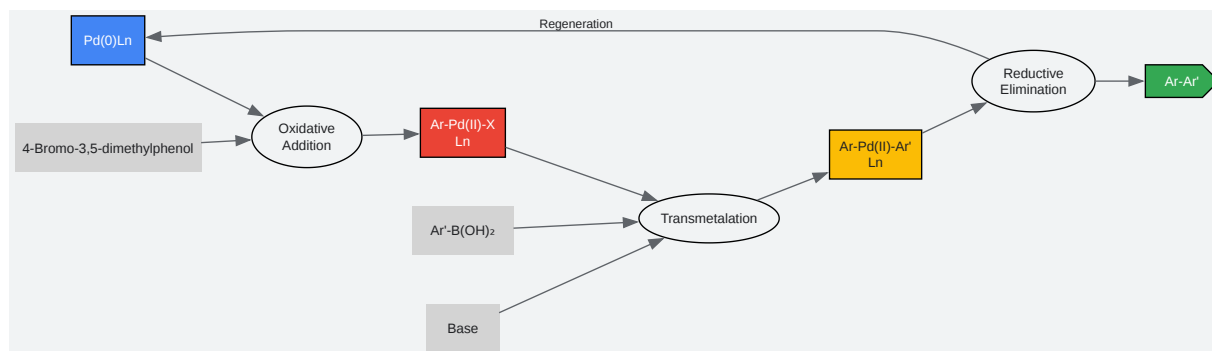 Regeneration
Pd(0)Ln
Reductive
Elimination
Ar-Ar'
Oxidative
Addition
Ar-Pd(II)-X
Ln
4-Bromo-3,5-dimethylphenol
Ar-Pd(II)-Ar'
Ln
Transmetalation
Ar'-B(OH)₂
Base